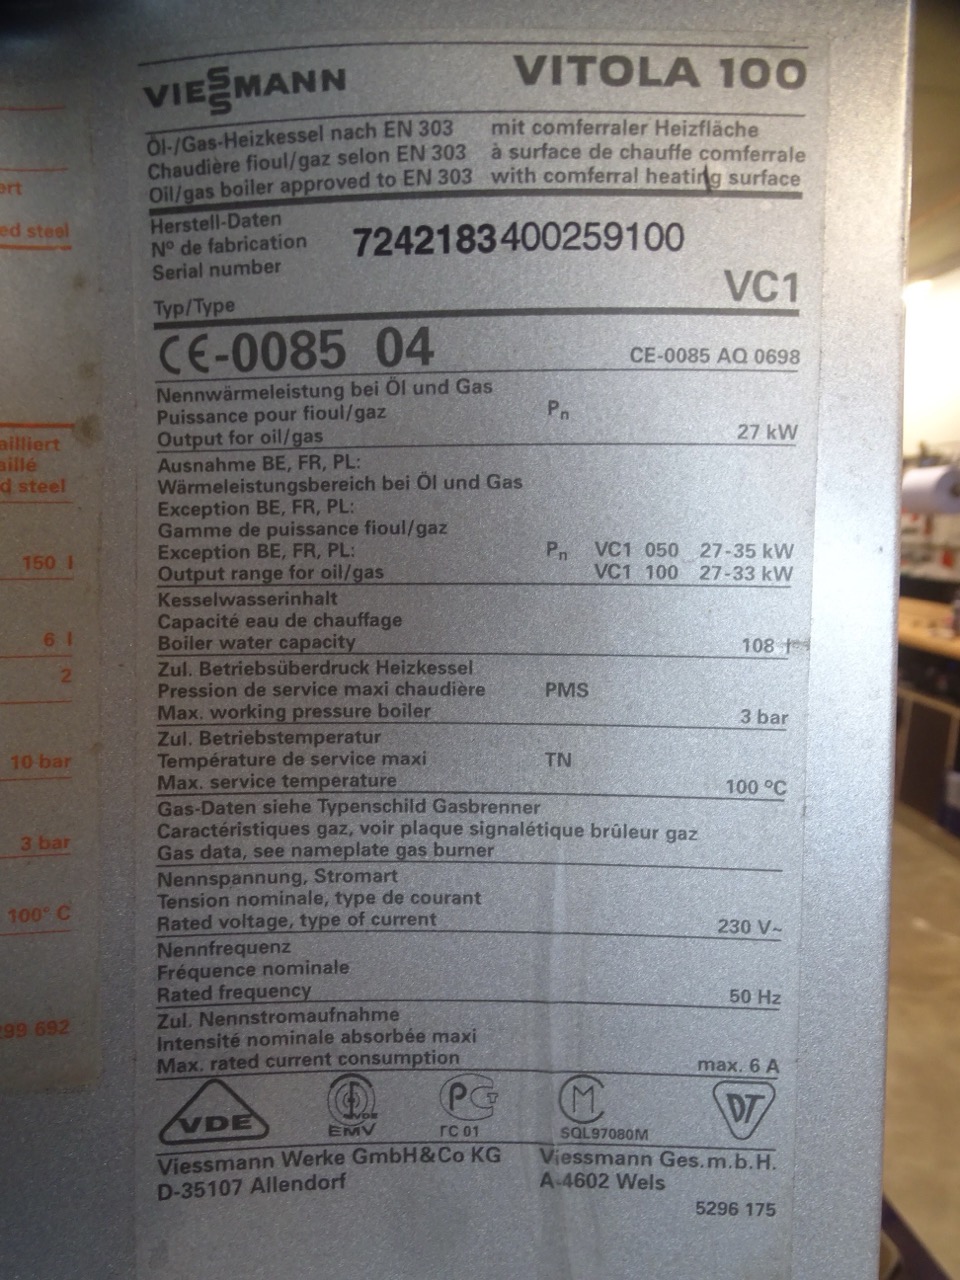 VIESSMANN VITOLA 100
Öl-/Gas-Heizkessel nach EN 303 mit comferraler Heizfläche
Chaudière fioul/gaz selon EN 303 à surface de chauffe comferrale
Oil/gas boiler approved to EN 303 with comferral heating surface
Herstell-Daten
Nº de fabrication 7242183400259100
Serial number
VC1
Typ/Type
CE-0085 04 CE-0085 AQ 0698
Nennwärmeleistung bei Öl und Gas
Puissance pour fioul/gaz Pn
Output for oil/gas 27 kW
Ausnahme BE, FR, PL:
Wärmeleistungsbereich bei Öl und Gas
Exception BE, FR, PL:
Gamme de puissance fioul/gaz
Exception BE, FR, PL: Pn VC1 050 27-35 kW
Output range for oil/gas VC1 100 27-33 kW
Kesselwasserinhalt
Capacité eau de chauffage
Boiler water capacity 108 l
Zul. Betriebsüberdruck Heizkessel
Pression de service maxi chaudière PMS
Max. working pressure boiler 3 bar
Zul. Betriebstemperatur
Température de service maxi TN
Max. service temperature 100 ºC
Gas-Daten siehe Typenschild Gasbrenner
Caractéristiques gaz, voir plaque signalétique brûleur gaz
Gas data, see nameplate gas burner
Nennspannung, Stromart
Tension nominale, type de courant
Rated voltage, type of current 230 V~
Nennfrequenz
Fréquence nominale
Rated frequency 50 Hz
Zul. Nennstromaufnahme
Intensité nominale absorbée maxi
Max. rated current consumption max. 6 A
VDE VDE EMV РСТ ГС 01 M SQL97080M DT
Viessmann Werke GmbH&Co KG Viessmann Ges.m.b.H.
D-35107 Allendorf A-4602 Wels
5296 175
ed steel
d steel
150 l
6 l
2
10 bar
3 bar
100° C
99 692